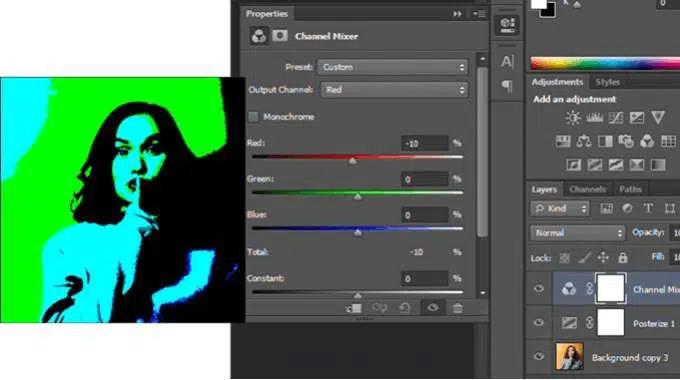 Properties
Channel Mixer
Preset: Custom
Output Channel: Red
Monochrome
Red: -10 %
Green: 0 %
Blue: 0 %
Total: -10 %
Constant: 0 %
A|
¶
K 0
Adjustments Styles
Add an adjustment
Layers Channels Paths
Kind
T
Normal Opacity: 10
Lock: Fill: 10
Channel Mix
Posterize 1
Background copy 3